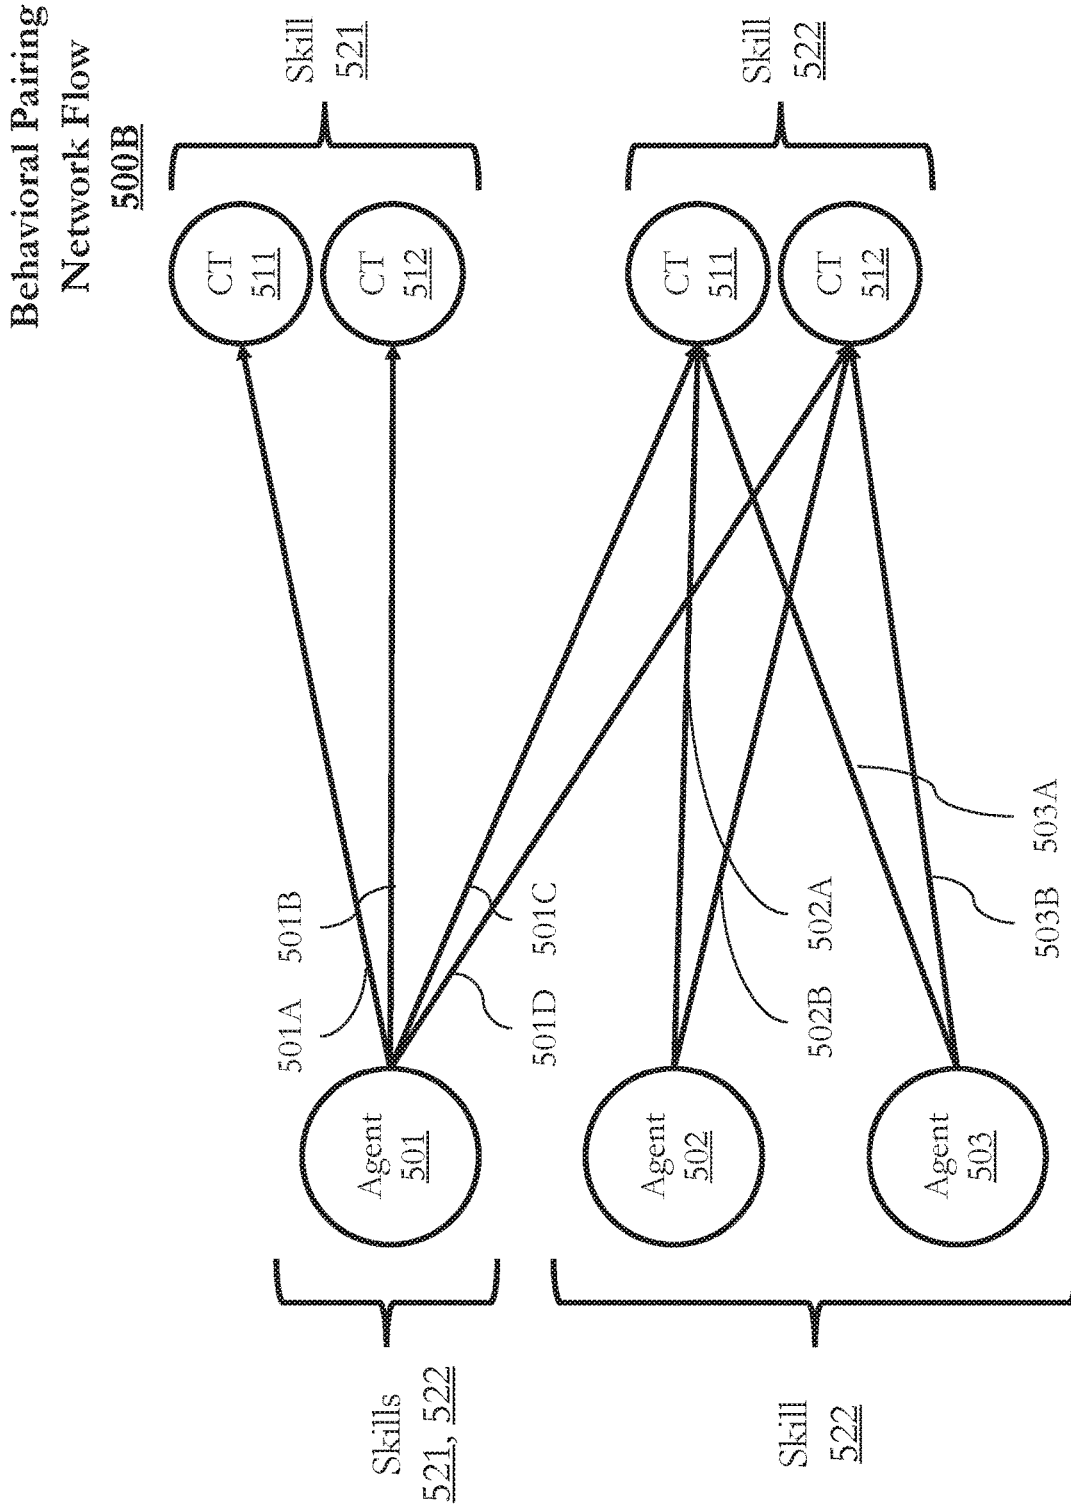 Behavioral Pairing
Network Flow
500B
Skills
521, 522
Skill
522
Agent
501
Agent
502
Agent
503
501A
501B
501D
501C
502B
502A
503B
503A
CT
511
CT
512
CT
511
CT
512
Skill
521
Skill
522